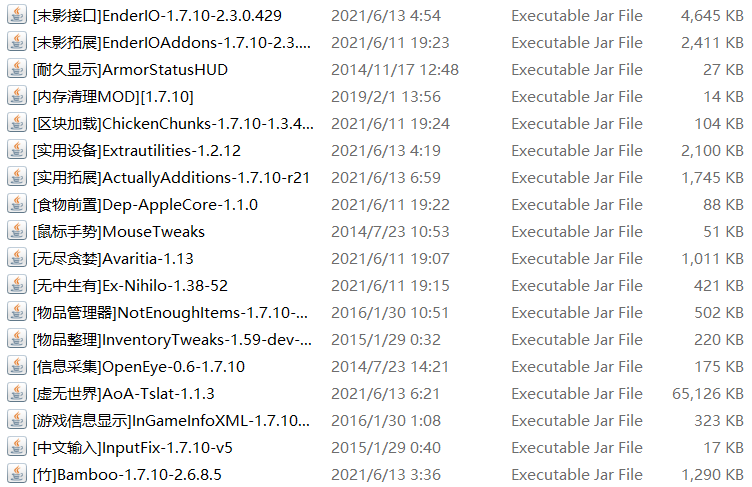 [末影接口]EnderIO-1.7.10-2.3.0.429 2021/6/13 4:54 Executable Jar File 4,645 KB
[末影拓展]EnderIOAddons-1.7.10-2.3.... 2021/6/11 19:23 Executable Jar File 2,411 KB
[耐久显示]ArmorStatusHUD 2014/11/17 12:48 Executable Jar File 27 KB
[内存清理MOD][1.7.10] 2019/2/1 13:56 Executable Jar File 14 KB
[区块加载]ChickenChunks-1.7.10-1.3.4... 2021/6/11 19:24 Executable Jar File 104 KB
[实用设备]Extrautilities-1.2.12 2021/6/13 4:19 Executable Jar File 2,100 KB
[实用拓展]ActuallyAdditions-1.7.10-r21 2021/6/13 6:59 Executable Jar File 1,745 KB
[食物前置]Dep-AppleCore-1.1.0 2021/6/11 19:22 Executable Jar File 88 KB
[鼠标手势]MouseTweaks 2014/7/23 10:53 Executable Jar File 51 KB
[无尽贪婪]Avaritia-1.13 2021/6/11 19:07 Executable Jar File 1,011 KB
[无中生有]Ex-Nihilo-1.38-52 2021/6/11 19:15 Executable Jar File 421 KB
[物品管理器]NotEnoughItems-1.7.10-... 2016/1/30 10:51 Executable Jar File 502 KB
[物品整理]InventoryTweaks-1.59-dev-... 2015/1/29 0:32 Executable Jar File 220 KB
[信息采集]OpenEye-0.6-1.7.10 2014/7/23 14:21 Executable Jar File 175 KB
[虚无世界]AoA-Tslat-1.1.3 2021/6/13 6:21 Executable Jar File 65,126 KB
[游戏信息显示]InGameInfoXML-1.7.10... 2016/1/30 1:08 Executable Jar File 323 KB
[中文输入]InputFix-1.7.10-v5 2015/1/29 0:40 Executable Jar File 17 KB
[竹]Bamboo-1.7.10-2.6.8.5 2021/6/13 3:36 Executable Jar File 1,290 KB